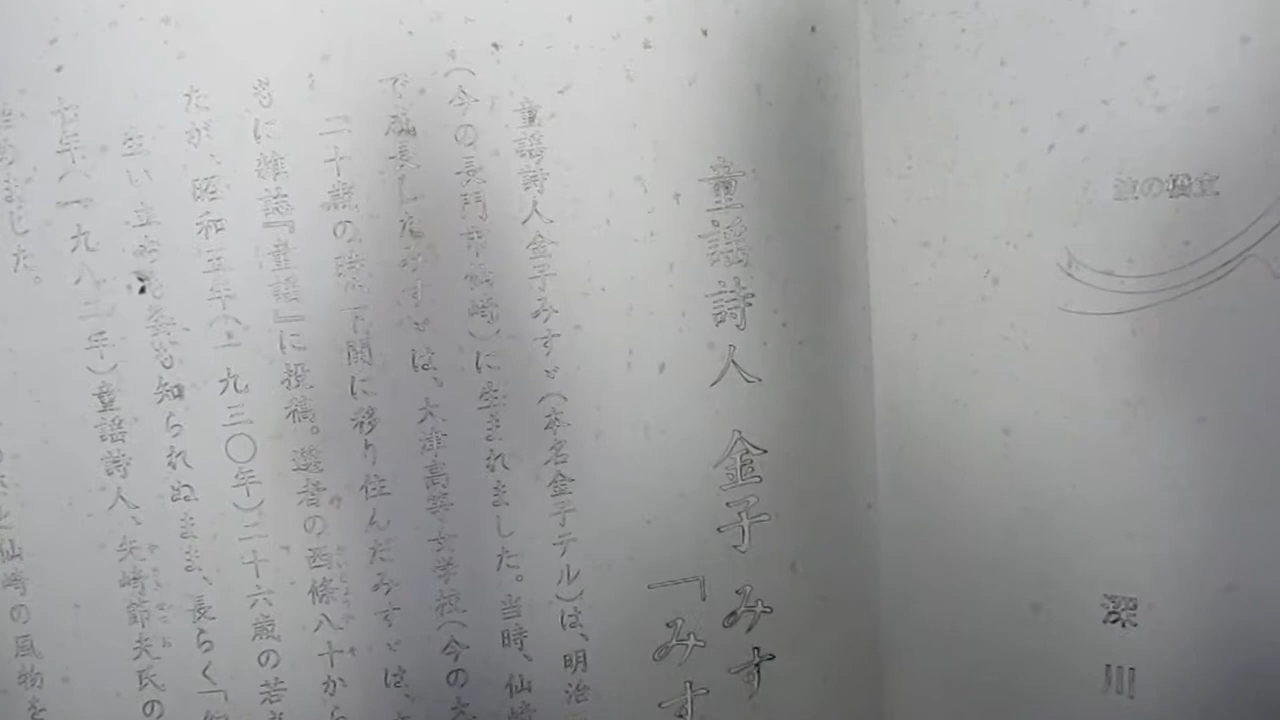 深川
童謡詩人 金子みす
「みす
童謡詩人金子みすゞ(本名金子テル)は、明治
(今の長門市仙崎)に生まれました。当時、仙崎
で成長したみすゞは、大津高等女学校(今の大
二十歳の時、下関に移り住んだみすゞは、
もに雑誌『童謡』に投稿。選者の西條八十から
たが、昭和五年(一九三〇年)二十六歳の若
生い立ちも も知られぬまま、長らく「
七年(一九八二年)童謡詩人、矢崎節夫氏の
ました。
仙崎の風物を